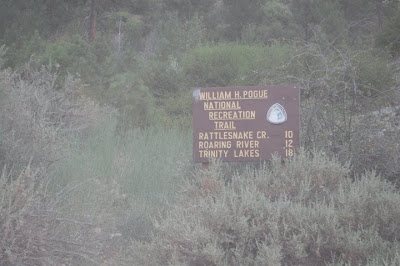 WILLIAM H. POGUE
NATIONAL
RECREATION
TRAIL
RATTLESNAKE CR. 10
ROARING RIVER 12
TRINITY LAKES 18